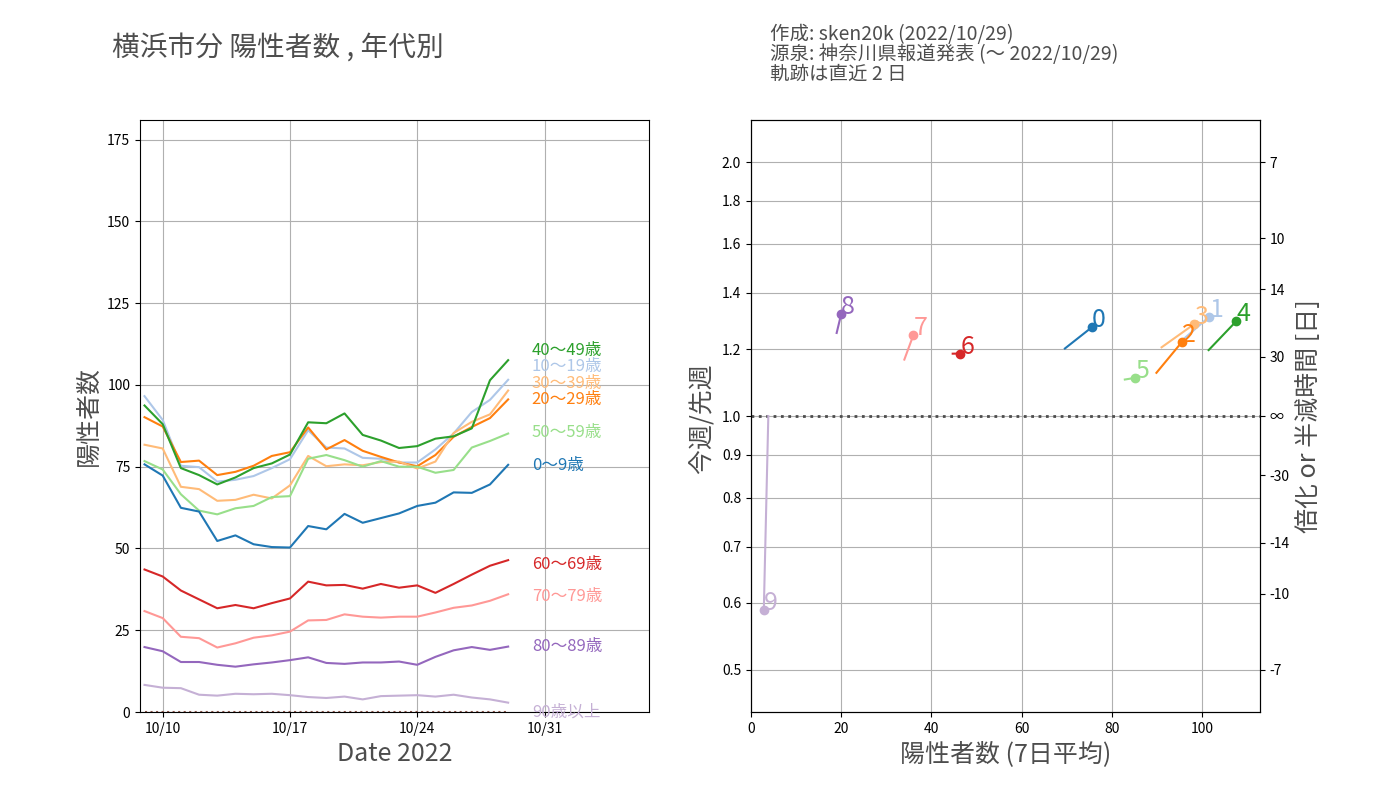 横浜市分 陽性者数 , 年代別
作成: sken20k (2022/10/29)
源泉: 神奈川県報道発表 (～ 2022/10/29)
軌跡は直近 2 日
陽性者数
175
150
125
100
75
50
25
0
10/10
10/17
10/24
10/31
Date 2022
40～49歳
10～19歳
30～39歳
20～29歳
50～59歳
0～9歳
60～69歳
70～79歳
80～89歳
90歳以上
今週/先週
2.0
1.8
1.6
1.4
1.2
1.0
0.9
0.8
0.7
0.6
0.5
8
7
6
0
5
3
2
1
4
9
0
20
40
60
80
100
陽性者数 (7日平均)
7
10
14
30
∞
-30
-14
-10
-7
倍化 or 半減時間 [日]